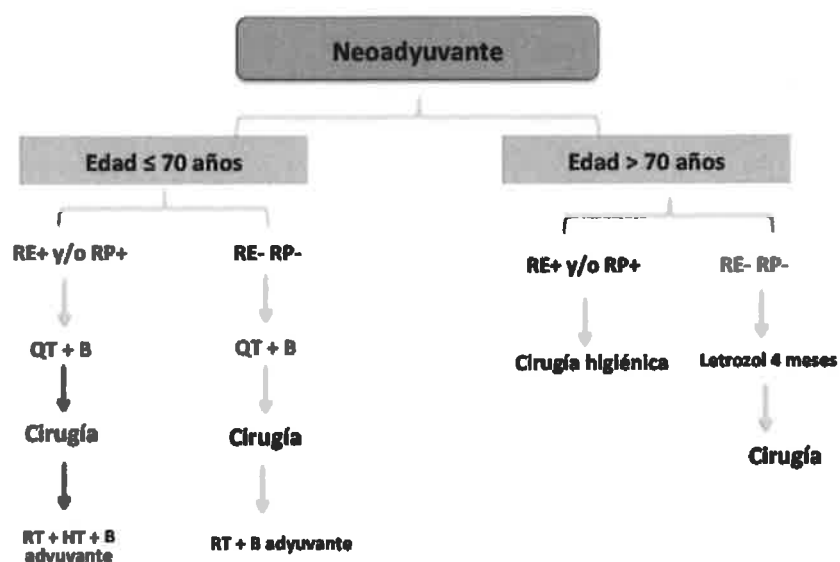 Neoadyuvante
Edad ≤ 70 años
Edad > 70 años
RE+ y/o RP+
RE- RP-
RE+ y/o RP+
RE- RP-
QT + B
QT + B
Cirugía higiénica
Letrozol 4 meses
Cirugía
Cirugía
Cirugía
RT + HT + B
adyuvante
RT + B adyuvante